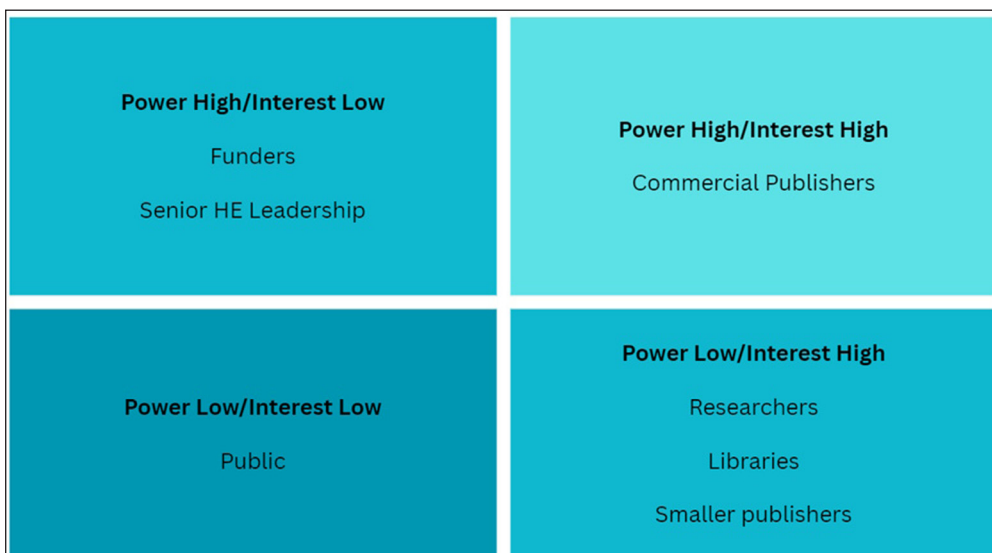 Power High/Interest Low
Funders
Senior HE Leadership
Power High/Interest High
Commercial Publishers
Power Low/Interest Low
Public
Power Low/Interest High
Researchers
Libraries
Smaller publishers